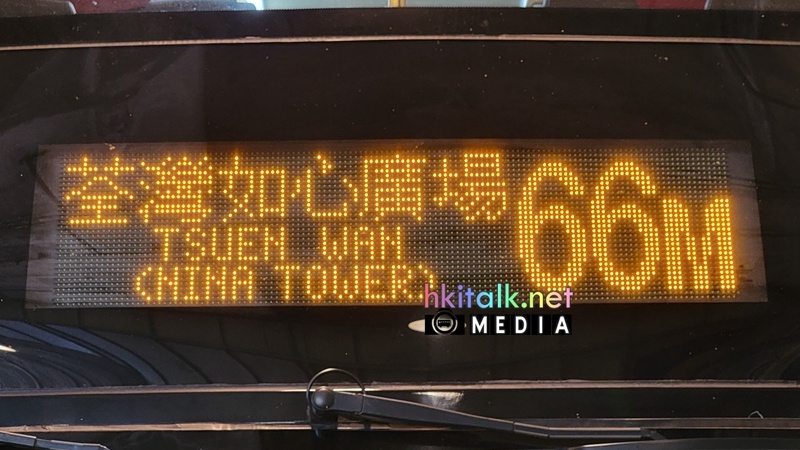 荃灣如心廣場
TSUEN WAN
(NINA TOWER)
66M
hkitalk.net
MEDIA